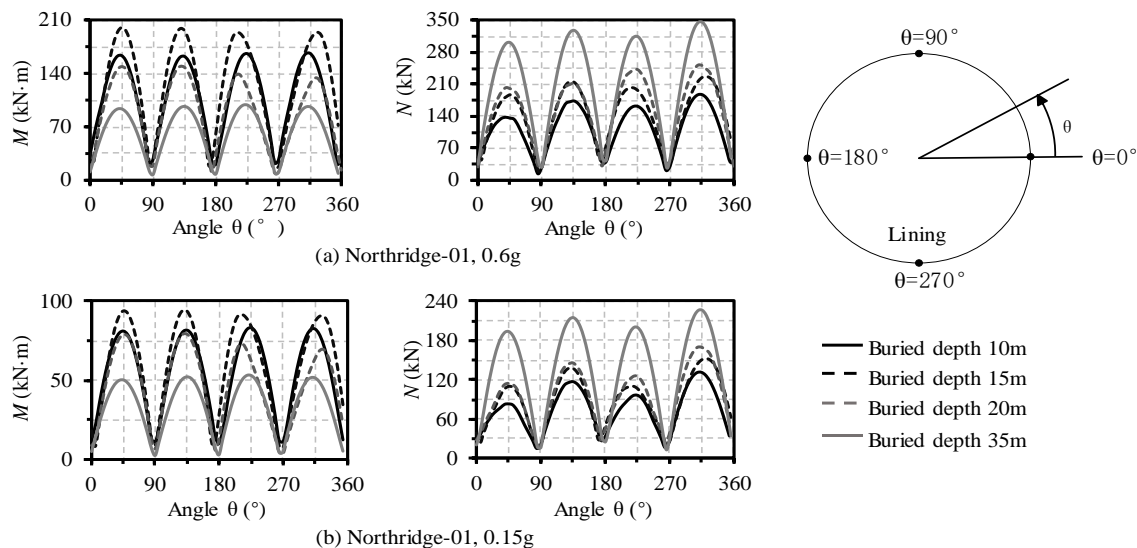 210
140
70
0
M (kN·m)
0 90 180 270 360
Angle θ (° )
350
280
210
140
70
0
N (kN)
0 90 180 270 360
Angle θ (°)
(a) Northridge-01, 0.6g
θ=90°
θ
θ=180°
θ=0°
Lining
θ=270°
100
50
0
M (kN·m)
0 90 180 270 360
Angle θ (°)
240
180
120
60
0
N (kN)
0 90 180 270 360
Angle θ (°)
(b) Northridge-01, 0.15g
Buried depth 10m
Buried depth 15m
Buried depth 20m
Buried depth 35m